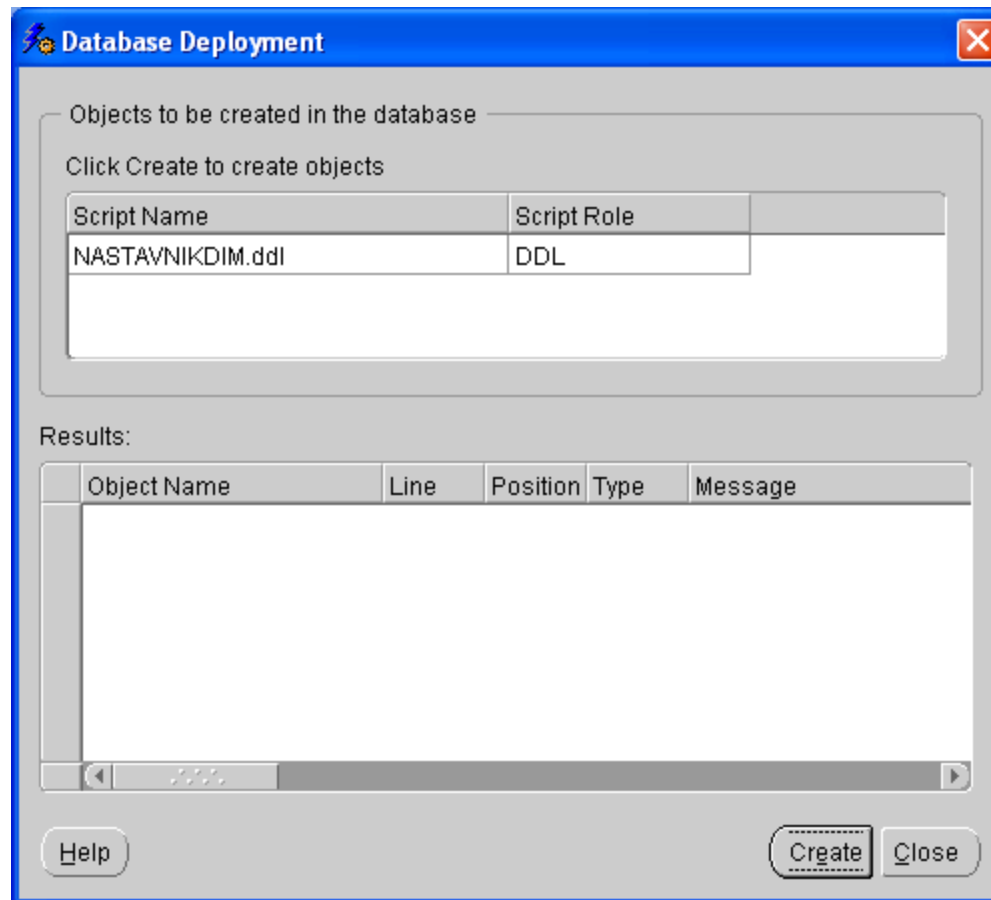 Database Deployment
Objects to be created in the database
Click Create to create objects
Script Name Script Role
NASTAVNIKDIM.ddl DDL
Results:
Object Name Line Position Type Message
Help Create Close